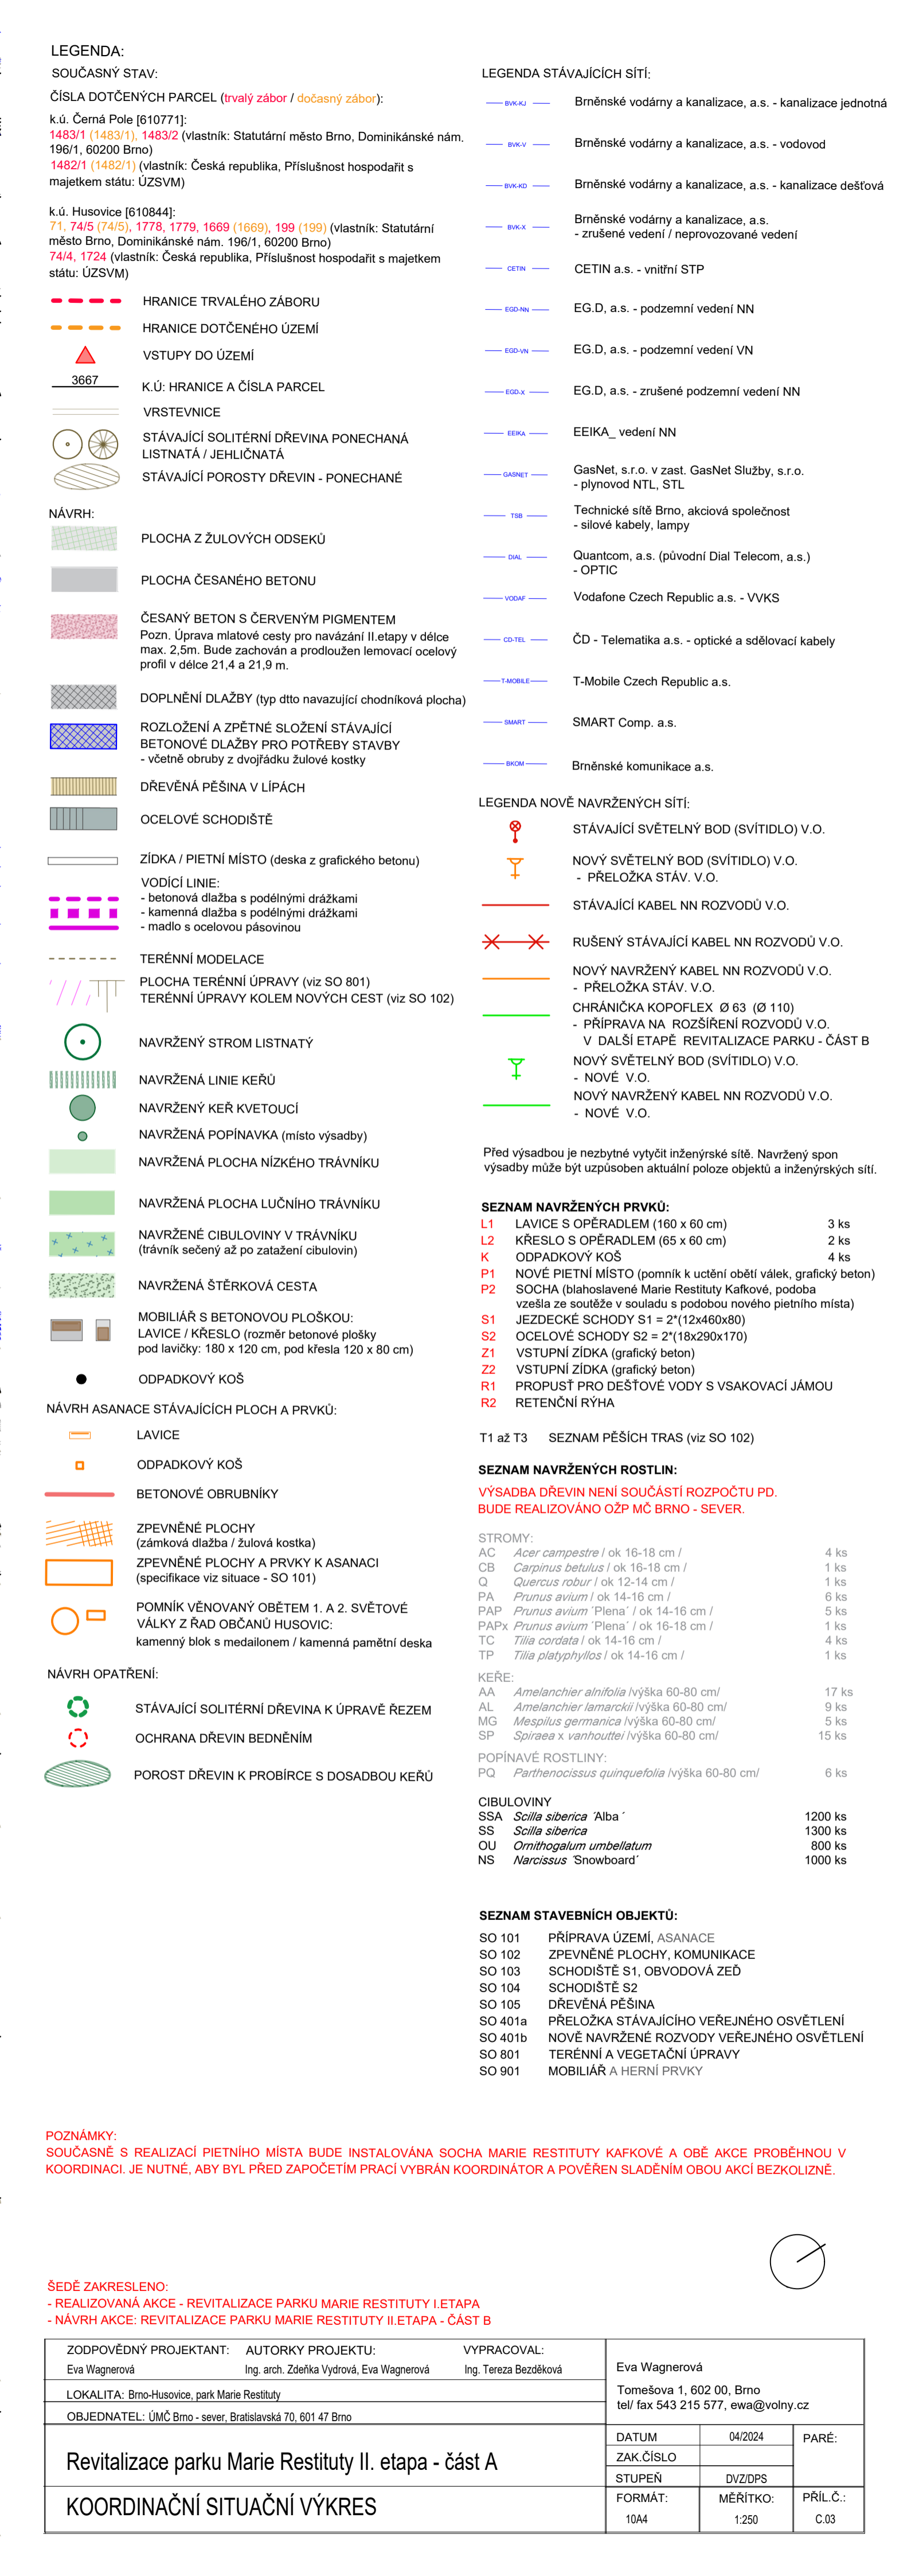 LEGENDA:
SOUČASNÝ STAV:
ČÍSLA DOTČENÝCH PARCEL (trvalý zábor / dočasný zábor):
k.ú. Černá Pole [610771]:
1483/1 (1483/1), 1483/2 (vlastník: Statutární město Brno, Dominikánské nám.
196/1, 60200 Brno)
1482/1 (1482/1) (vlastník: Česká republika, Příslušnost hospodařit s
majetkem státu: ÚZSVM)
k.ú. Husovice [610844]:
71, 74/5 (74/5), 1778, 1779, 1669 (1669), 199 (199) (vlastník: Statutární
město Brno, Dominikánské nám. 196/1, 60200 Brno)
74/4, 1724 (vlastník: Česká republika, Příslušnost hospodařit s majetkem
státu: ÚZSVM)
HRANICE TRVALÉHO ZÁBORU
HRANICE DOTČENÉHO ÚZEMÍ
VSTUPY DO ÚZEMÍ
3667 K.Ú: HRANICE A ČÍSLA PARCEL
VRSTEVNICE
STÁVAJÍCÍ SOLITÉRNÍ DŘEVINA PONECHANÁ
LISTNATÁ / JEHLIČNATÁ
STÁVAJÍCÍ POROSTY DŘEVIN - PONECHANÉ
NÁVRH:
PLOCHA Z ŽULOVÝCH ODSEKŮ
PLOCHA ČESANÉHO BETONU
ČESANÝ BETON S ČERVENÝM PIGMENTEM
Pozn. Úprava mlatové cesty pro navázání II.etapy v délce
max. 2,5m. Bude zachován a prodloužen lemovací ocelový
profil v délce 21,4 a 21,9 m.
DOPLNĚNÍ DLAŽBY (typ dtto navazující chodníková plocha)
ROZLOŽENÍ A ZPĚTNÉ SLOŽENÍ STÁVAJÍCÍ
BETONOVÉ DLAŽBY PRO POTŘEBY STAVBY
- včetně obruby z dvojřádku žulové kostky
DŘEVĚNÁ PĚŠINA V LÍPÁCH
OCELOVÉ SCHODIŠTĚ
ZÍDKA / PIETNÍ MÍSTO (deska z grafického betonu)
VODÍCÍ LINIE:
- betonová dlažba s podélnými drážkami
- kamenná dlažba s podélnými drážkami
- madlo s ocelovou pásovinou
TERÉNNÍ MODELACE
PLOCHA TERÉNNÍ ÚPRAVY (viz SO 801)
TERÉNNÍ ÚPRAVY KOLEM NOVÝCH CEST (viz SO 102)
NAVRŽENÝ STROM LISTNATÝ
NAVRŽENÁ LINIE KEŘŮ
NAVRŽENÝ KEŘ KVETOUCÍ
NAVRŽENÁ POPÍNAVKA (místo výsadby)
NAVRŽENÁ PLOCHA NÍZKÉHO TRÁVNÍKU
NAVRŽENÁ PLOCHA LUČNÍHO TRÁVNÍKU
NAVRŽENÉ CIBULOVINY V TRÁVNÍKU
(trávník sečený až po zatažení cibulovin)
NAVRŽENÁ ŠTĚRKOVÁ CESTA
MOBILIÁŘ S BETONOVOU PLOŠKOU:
LAVICE / KŘESLO (rozměr betonové plošky
pod lavičky: 180 x 120 cm, pod křesla 120 x 80 cm)
ODPADKOVÝ KOŠ
NÁVRH ASANACE STÁVAJÍCÍCH PLOCH A PRVKŮ:
LAVICE
ODPADKOVÝ KOŠ
BETONOVÉ OBRUBNÍKY
ZPEVNĚNÉ PLOCHY
(zámková dlažba / žulová kostka)
ZPEVNĚNÉ PLOCHY A PRVKY K ASANACI
(specifikace viz situace - SO 101)
POMNÍK VĚNOVANÝ OBĚTEM 1. A 2. SVĚTOVÉ
VÁLKY Z ŘAD OBČANŮ HUSOVIC:
kamenný blok s medailonem / kamenná pamětní deska
NÁVRH OPATŘENÍ:
STÁVAJÍCÍ SOLITÉRNÍ DŘEVINA K ÚPRAVĚ ŘEZEM
OCHRANA DŘEVIN BEDNĚNÍM
POROST DŘEVIN K PROBÍRCE S DOSADBOU KEŘŮ
LEGENDA STÁVAJÍCÍCH SÍTÍ:
BVK-KJ Brněnské vodárny a kanalizace, a.s. - kanalizace jednotná
BVK-V Brněnské vodárny a kanalizace, a.s. - vodovod
BVK-KD Brněnské vodárny a kanalizace, a.s. - kanalizace dešťová
BVK-X Brněnské vodárny a kanalizace, a.s.
- zrušené vedení / neprovozované vedení
CETIN CETIN a.s. - vnitřní STP
EGD-NN EG.D, a.s. - podzemní vedení NN
EGD-VN EG.D, a.s. - podzemní vedení VN
EGD-X EG.D, a.s. - zrušené podzemní vedení NN
EEIKA EEIKA_ vedení NN
GASNET GasNet, s.r.o. v zast. GasNet Služby, s.r.o.
- plynovod NTL, STL
TSB Technické sítě Brno, akciová společnost
- silové kabely, lampy
DIAL Quantcom, a.s. (původní Dial Telecom, a.s.)
- OPTIC
VODAF Vodafone Czech Republic a.s. - VVKS
CD-TEL ČD - Telematika a.s. - optické a sdělovací kabely
T-MOBILE T-Mobile Czech Republic a.s.
SMART SMART Comp. a.s.
BKOM Brněnské komunikace a.s.
LEGENDA NOVĚ NAVRŽENÝCH SÍTÍ:
STÁVAJÍCÍ SVĚTELNÝ BOD (SVÍTIDLO) V.O.
NOVÝ SVĚTELNÝ BOD (SVÍTIDLO) V.O.
- PŘELOŽKA STÁV. V.O.
STÁVAJÍCÍ KABEL NN ROZVODŮ V.O.
RUŠENÝ STÁVAJÍCÍ KABEL NN ROZVODŮ V.O.
NOVÝ NAVRŽENÝ KABEL NN ROZVODŮ V.O.
- PŘELOŽKA STÁV. V.O.
CHRÁNIČKA KOPOFLEX Ø 63 (Ø 110)
- PŘÍPRAVA NA ROZŠÍŘENÍ ROZVODŮ V.O.
V DALŠÍ ETAPĚ REVITALIZACE PARKU - ČÁST B
NOVÝ SVĚTELNÝ BOD (SVÍTIDLO) V.O.
- NOVÉ V.O.
NOVÝ NAVRŽENÝ KABEL NN ROZVODŮ V.O.
- NOVÉ V.O.
Před výsadbou je nezbytné vytyčit inženýrské sítě. Navržený spon
výsadby může být uzpůsoben aktuální poloze objektů a inženýrských sítí.
SEZNAM NAVRŽENÝCH PRVKŮ:
L1 LAVICE S OPĚRADLEM (160 x 60 cm) 3 ks
L2 KŘESLO S OPĚRADLEM (65 x 60 cm) 2 ks
K ODPADKOVÝ KOŠ 4 ks
P1 NOVÉ PIETNÍ MÍSTO (pomník k uctění obětí válek, grafický beton)
P2 SOCHA (blahoslavené Marie Restituty Kafkové, podoba
vzešla ze soutěže v souladu s podobou nového pietního místa)
S1 JEZDECKÉ SCHODY S1 = 2*(12x460x80)
S2 OCELOVÉ SCHODY S2 = 2*(18x290x170)
Z1 VSTUPNÍ ZÍDKA (grafický beton)
Z2 VSTUPNÍ ZÍDKA (grafický beton)
R1 PROPUSŤ PRO DEŠŤOVÉ VODY S VSAKOVACÍ JÁMOU
R2 RETENČNÍ RÝHA
T1 až T3 SEZNAM PĚŠÍCH TRAS (viz SO 102)
SEZNAM NAVRŽENÝCH ROSTLIN:
VÝSADBA DŘEVIN NENÍ SOUČÁSTÍ ROZPOČTU PD.
BUDE REALIZOVÁNO OŽP MČ BRNO - SEVER.
STROMY:
AC Acer campestre / ok 16-18 cm / 4 ks
CB Carpinus betulus / ok 16-18 cm / 1 ks
Q Quercus robur / ok 12-14 cm / 1 ks
PA Prunus avium / ok 14-16 cm / 6 ks
PAP Prunus avium ´Plena´ / ok 14-16 cm / 5 ks
PAPx Prunus avium ´Plena´ / ok 16-18 cm / 1 ks
TC Tilia cordata / ok 14-16 cm / 4 ks
TP Tilia platyphyllos / ok 14-16 cm / 1 ks
KEŘE:
AA Amelanchier alnifolia /výška 60-80 cm/ 17 ks
AL Amelanchier lamarckii /výška 60-80 cm/ 9 ks
MG Mespilus germanica /výška 60-80 cm/ 5 ks
SP Spiraea x vanhouttei /výška 60-80 cm/ 15 ks
POPÍNAVÉ ROSTLINY:
PQ Parthenocissus quinquefolia /výška 60-80 cm/ 6 ks
CIBULOVINY
SSA Scilla siberica ´Alba´ 1200 ks
SS Scilla siberica 1300 ks
OU Ornithogalum umbellatum 800 ks
NS Narcissus ´Snowboard´ 1000 ks
SEZNAM STAVEBNÍCH OBJEKTŮ:
SO 101 PŘÍPRAVA ÚZEMÍ, ASANACE
SO 102 ZPEVNĚNÉ PLOCHY, KOMUNIKACE
SO 103 SCHODIŠTĚ S1, OBVODOVÁ ZEĎ
SO 104 SCHODIŠTĚ S2
SO 105 DŘEVĚNÁ PĚŠINA
SO 401a PŘELOŽKA STÁVAJÍCÍHO VEŘEJNÉHO OSVĚTLENÍ
SO 401b NOVĚ NAVRŽENÉ ROZVODY VEŘEJNÉHO OSVĚTLENÍ
SO 801 TERÉNNÍ A VEGETAČNÍ ÚPRAVY
SO 901 MOBILIÁŘ A HERNÍ PRVKY
POZNÁMKY:
SOUČASNĚ S REALIZACÍ PIETNÍHO MÍSTA BUDE INSTALOVÁNA SOCHA MARIE RESTITUTY KAFKOVÉ A OBĚ AKCE PROBĚHNOU V
KOORDINACI. JE NUTNÉ, ABY BYL PŘED ZAPOČETÍM PRACÍ VYBRÁN KOORDINÁTOR A POVĚŘEN SLADĚNÍM OBOU AKCÍ BEZKOLIZNĚ.
ŠEDĚ ZAKRESLENO:
- REALIZOVANÁ AKCE - REVITALIZACE PARKU MARIE RESTITUTY I.ETAPA
- NÁVRH AKCE: REVITALIZACE PARKU MARIE RESTITUTY II.ETAPA - ČÁST B
ZODPOVĚDNÝ PROJEKTANT: AUTORKY PROJEKTU: VYPRACOVAL:
Eva Wagnerová Ing. arch. Zdeňka Vydrová, Eva Wagnerová Ing. Tereza Bezděková
LOKALITA: Brno-Husovice, park Marie Restituty
OBJEDNATEL: ÚMČ Brno - sever, Bratislavská 70, 601 47 Brno
Revitalizace parku Marie Restituty II. etapa - část A
KOORDINAČNÍ SITUAČNÍ VÝKRES
Eva Wagnerová
Tomešova 1, 602 00, Brno
tel/ fax 543 215 577, ewa@volny.cz
DATUM 04/2024 PARÉ:
ZAK.ČÍSLO
STUPEŇ DVZ/DPS
FORMÁT: MĚŘÍTKO: PŘÍL.Č.:
10A4 1:250 C.03